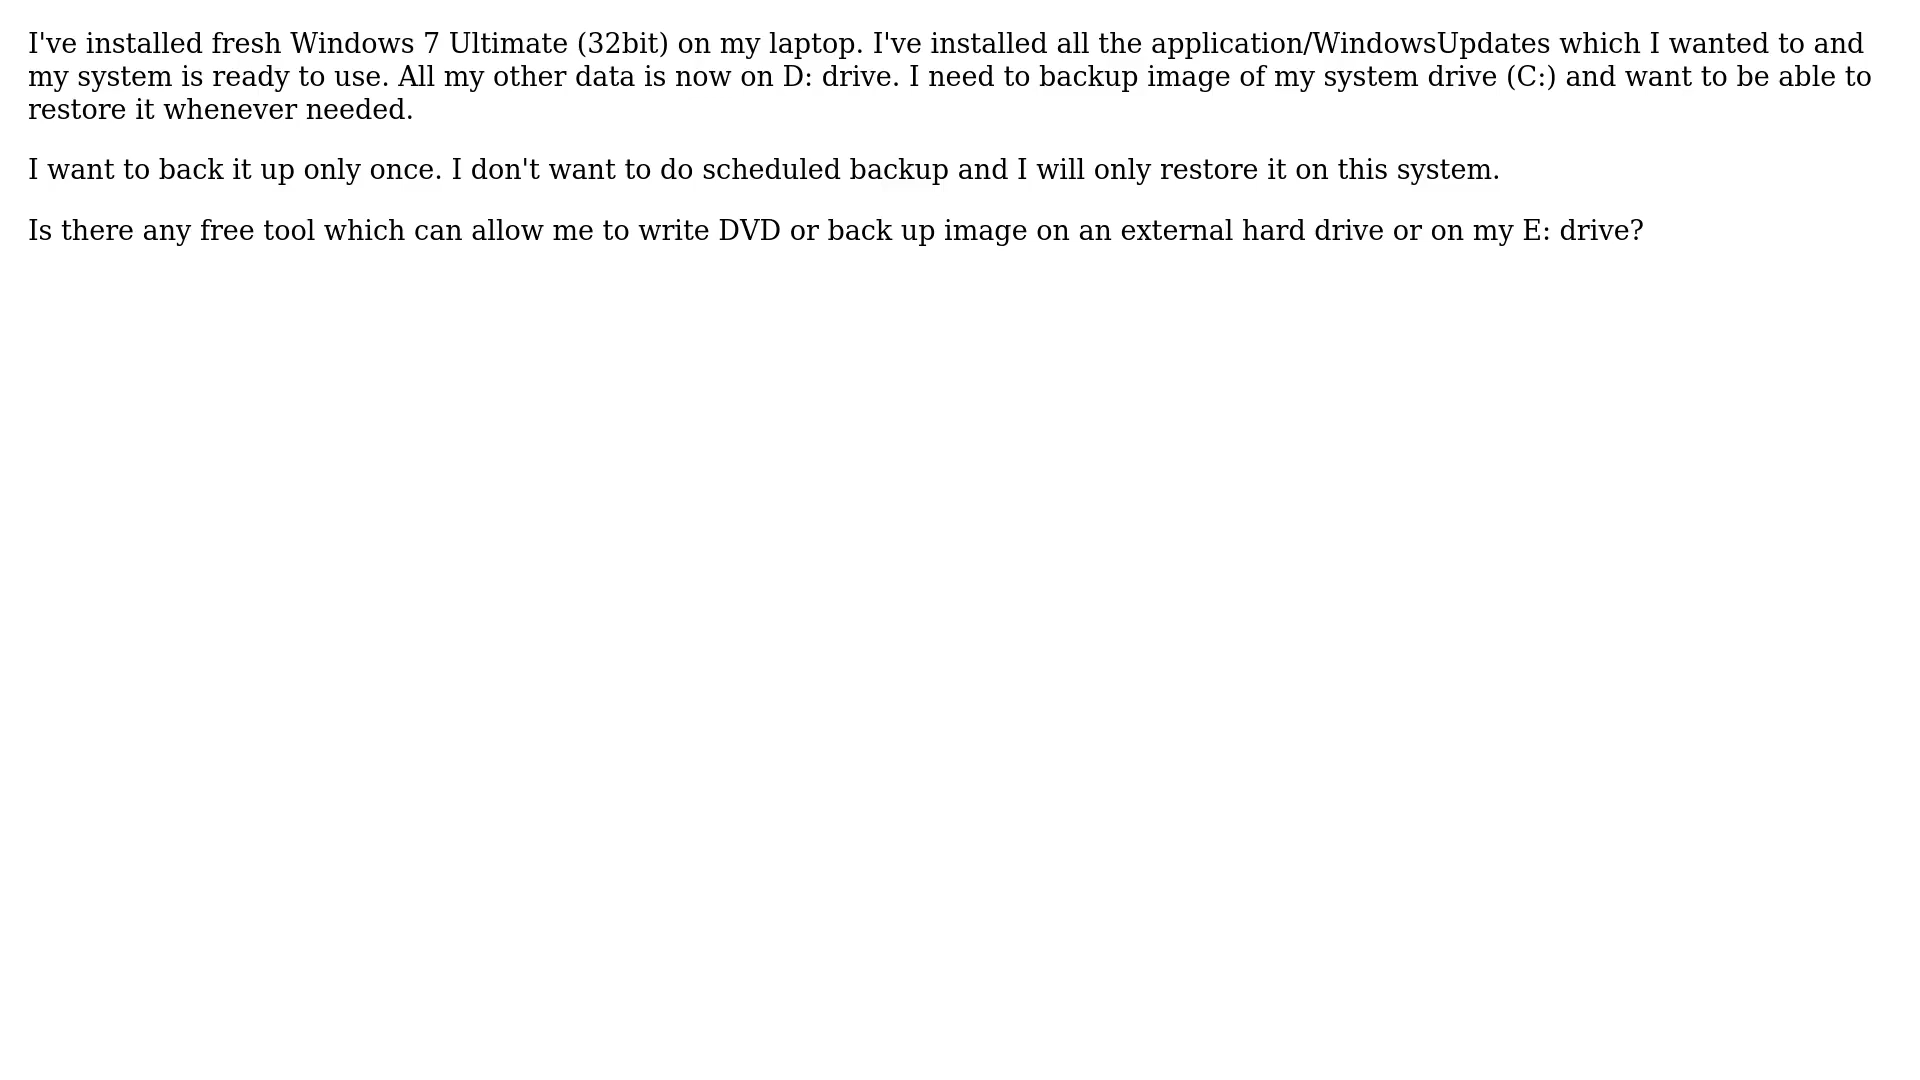 I've installed fresh Windows 7 Ultimate (32bit) on my laptop. I've installed all the application/WindowsUpdates which I wanted to and
my system is ready to use. All my other data is now on D: drive. I need to backup image of my system drive (C:) and want to be able to
restore it whenever needed.
I want to back it up only once. I don't want to do scheduled backup and I will only restore it on this system.
Is there any free tool which can allow me to write DVD or back up image on an external hard drive or on my E: drive?